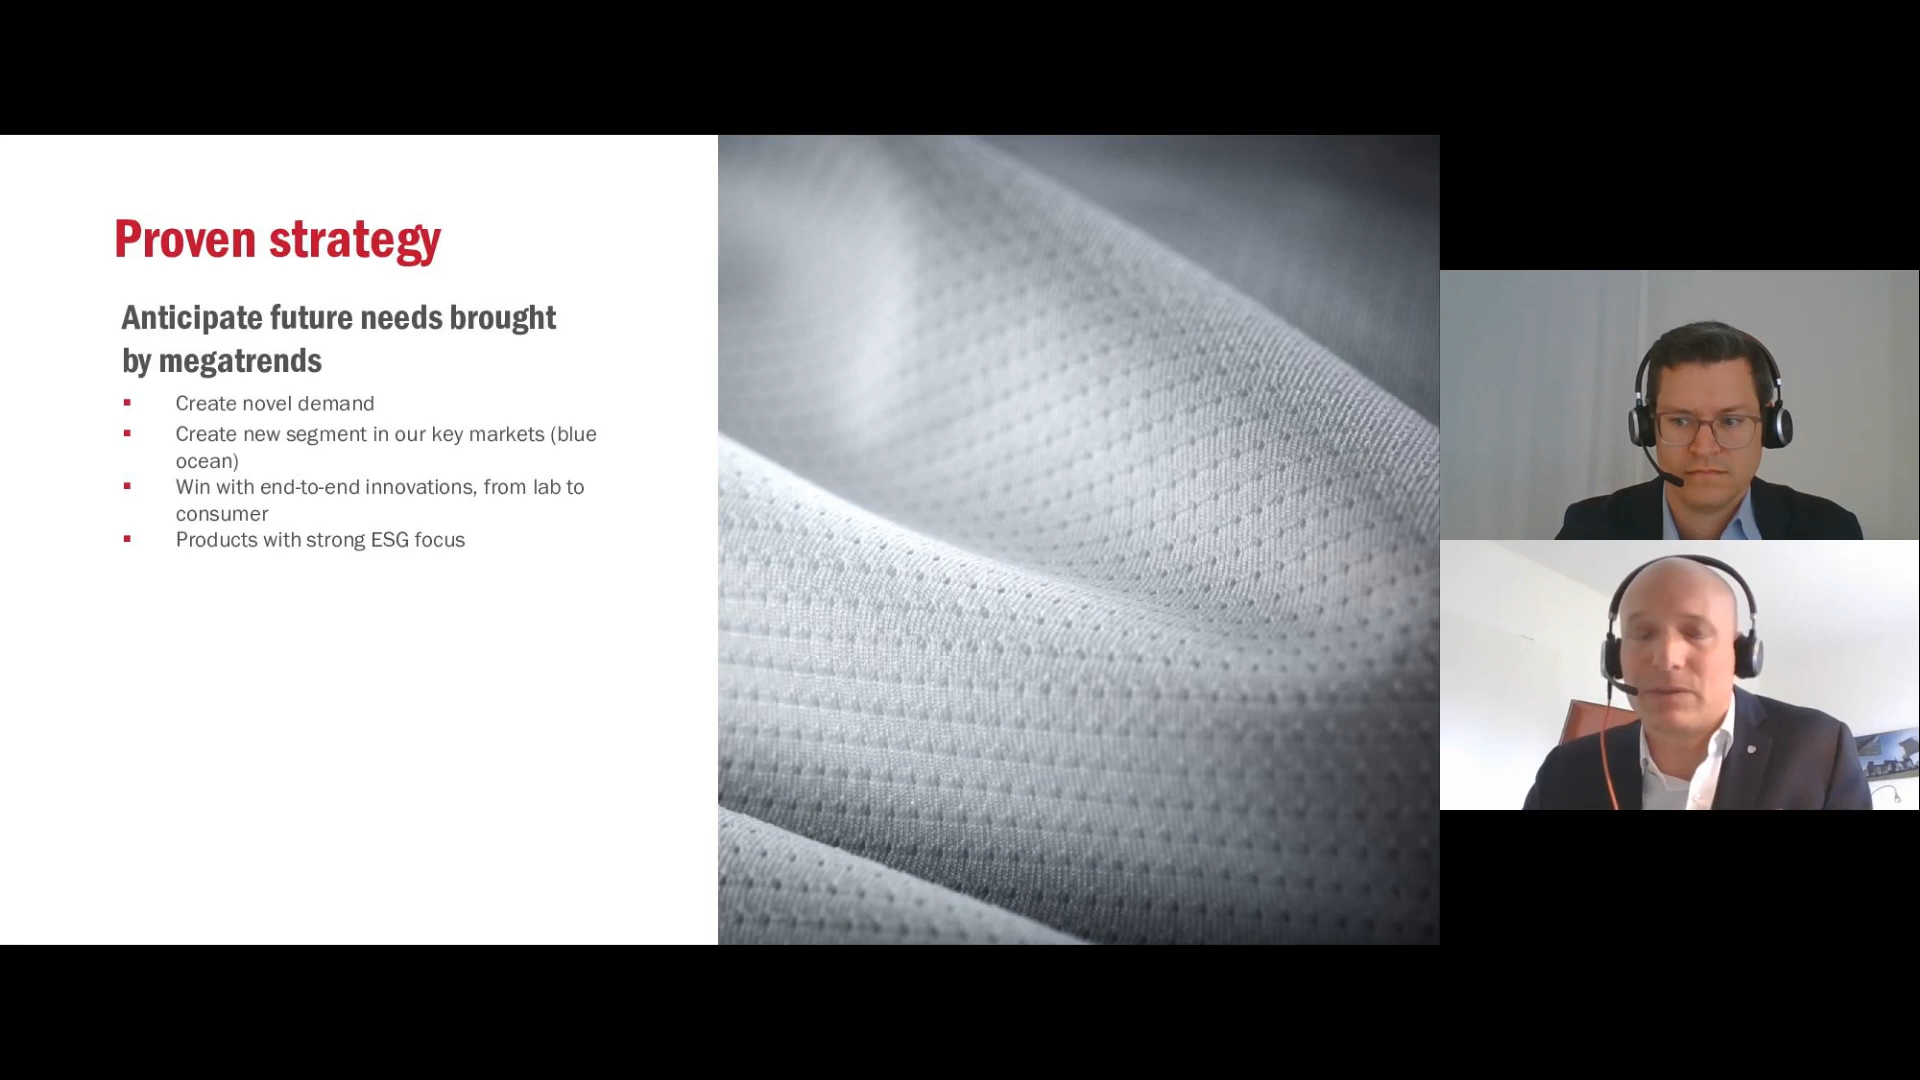 Proven strategy
Anticipate future needs brought
by megatrends
▪ Create novel demand
▪ Create new segment in our key markets (blue
ocean)
▪ Win with end-to-end innovations, from lab to
consumer
▪ Products with strong ESG focus